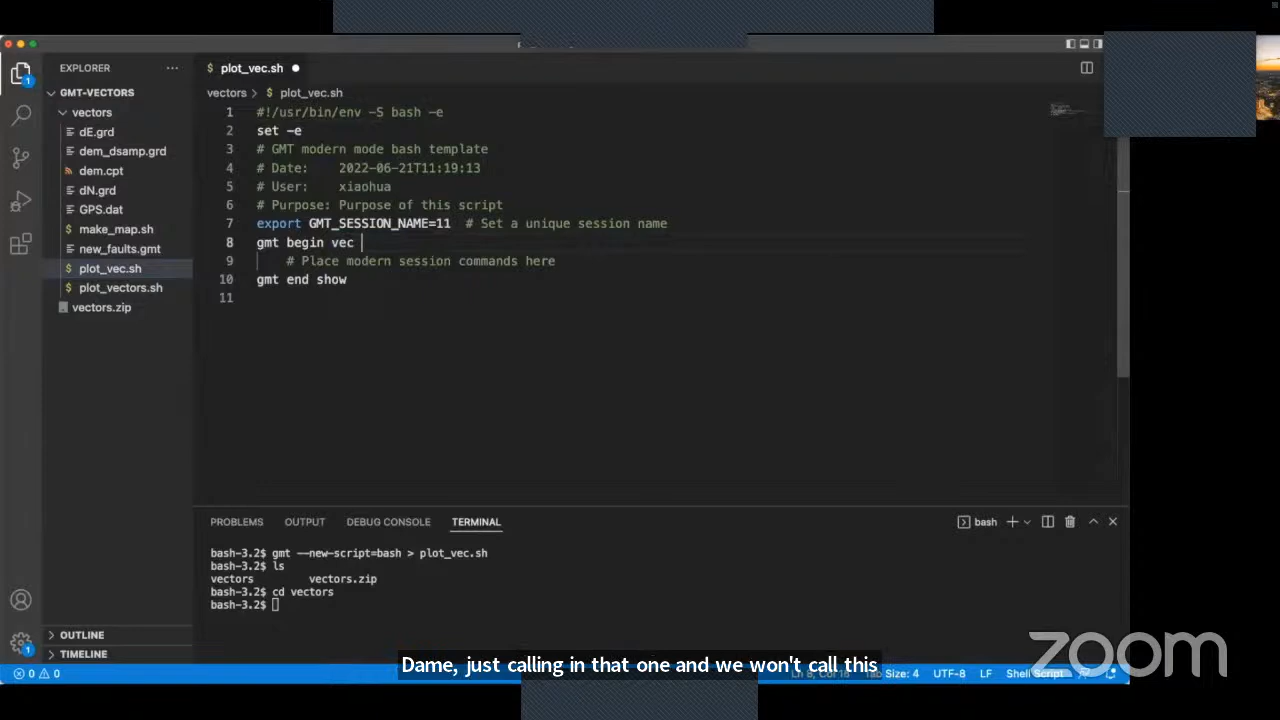 EXPLORER
GMT-VECTORS
vectors
dE.grd
dem_dsamp.grd
dem.cpt
dN.grd
GPS.dat
make_map.sh
new_faults.gmt
plot_vec.sh
plot_vectors.sh
vectors.zip
OUTLINE
TIMELINE
1
1
$ plot_vec.sh
vectors > $ plot_vec.sh
1 #!/usr/bin/env -S bash -e
2 set -e
3 # GMT modern mode bash template
4 # Date: 2022-06-21T11:19:13
5 # User: xiaohua
6 # Purpose: Purpose of this script
7 export GMT_SESSION_NAME=11 # Set a unique session name
8 gmt begin vec
9 # Place modern session commands here
10 gmt end show
11
PROBLEMS OUTPUT DEBUG CONSOLE TERMINAL
bash
bash-3.2$ gmt --new-script=bash > plot_vec.sh
bash-3.2$ ls
vectors vectors.zip
bash-3.2$ cd vectors
bash-3.2$
Dame, just calling in that one and we won't call this
0 0
Tab Size: 4 UTF-8 LF Shell Script
zoom